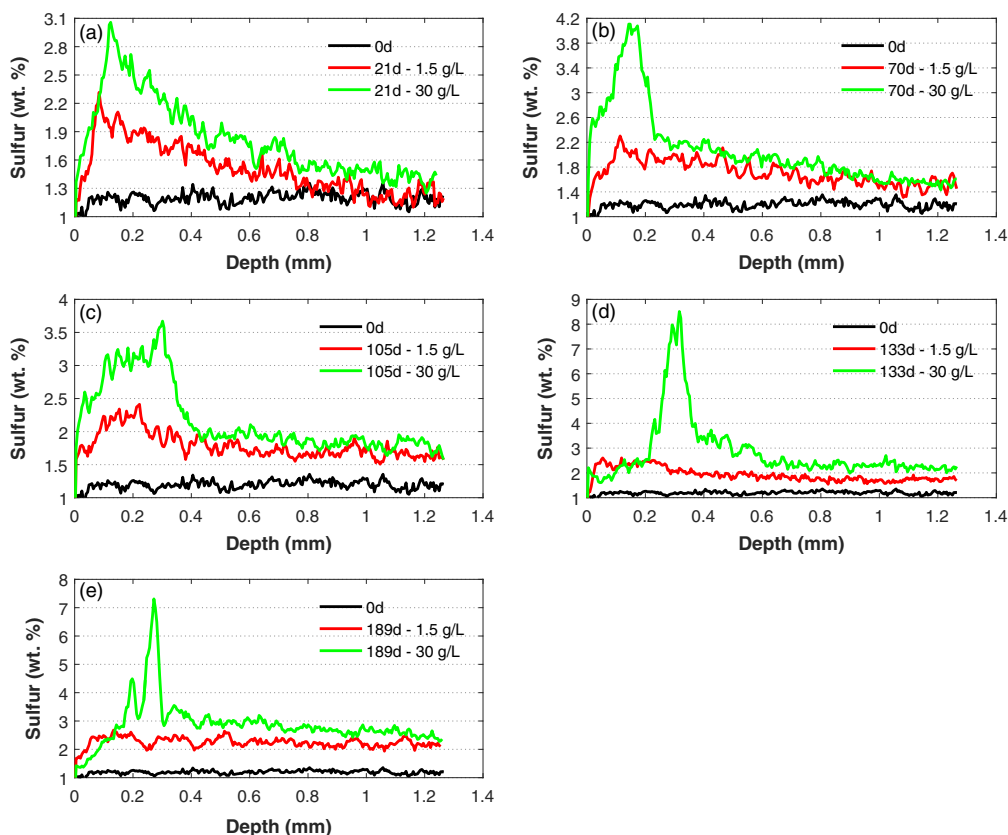 (a)
0d
21d - 1.5 g/L
21d - 30 g/L
Sulfur (wt. %)
3.1
2.8
2.5
2.2
1.9
1.6
1.3
1
0 0.2 0.4 0.6 0.8 1 1.2 1.4
Depth (mm)
(b)
0d
70d - 1.5 g/L
70d - 30 g/L
Sulfur (wt. %)
4.2
3.8
3.4
3
2.6
2.2
1.8
1.4
1
0 0.2 0.4 0.6 0.8 1 1.2 1.4
Depth (mm)
(c)
0d
105d - 1.5 g/L
105d - 30 g/L
Sulfur (wt. %)
4
3.5
3
2.5
2
1.5
1
0 0.2 0.4 0.6 0.8 1 1.2 1.4
Depth (mm)
(d)
0d
133d - 1.5 g/L
133d - 30 g/L
Sulfur (wt. %)
9
8
7
6
5
4
3
2
1
0 0.2 0.4 0.6 0.8 1 1.2 1.4
Depth (mm)
(e)
0d
189d - 1.5 g/L
189d - 30 g/L
Sulfur (wt. %)
8
7
6
5
4
3
2
1
0 0.2 0.4 0.6 0.8 1 1.2 1.4
Depth (mm)